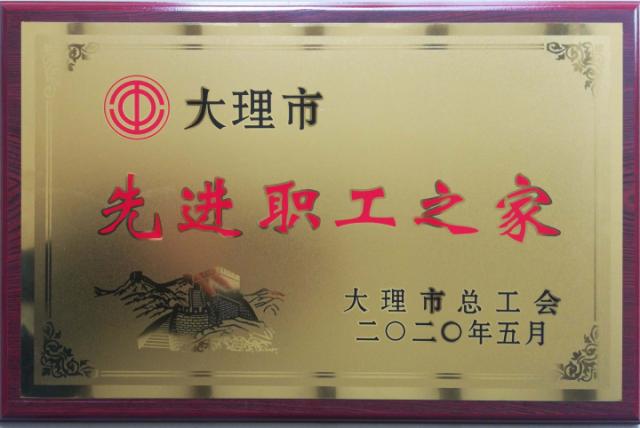 大理市
先进职工之家
大理市总工会
二〇二〇年五月